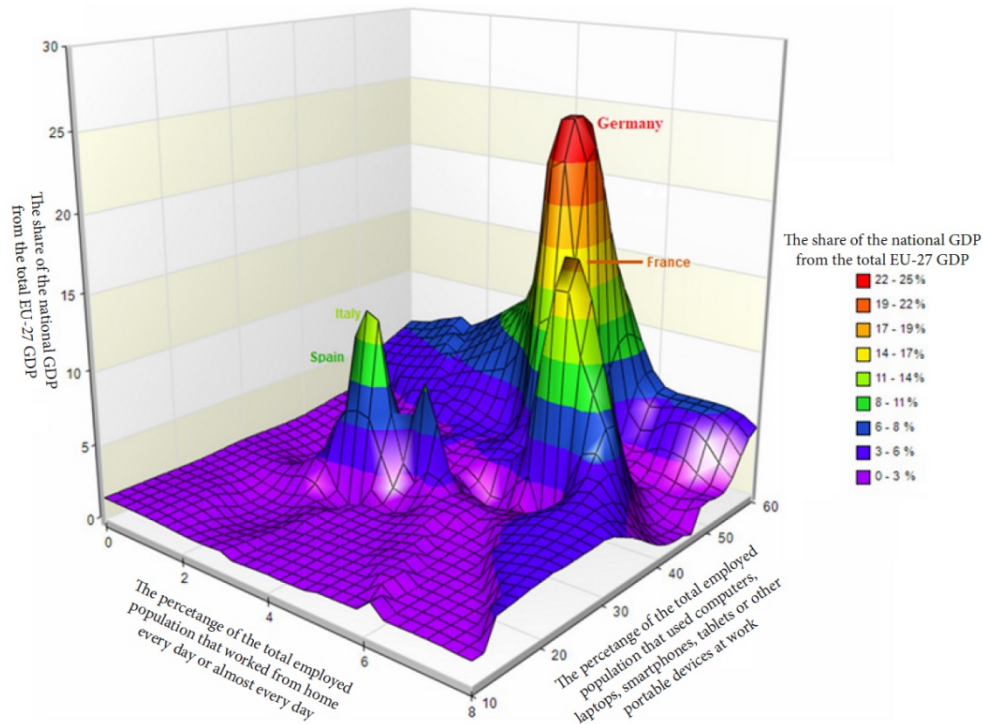 30
25
20
15
10
5
0
The share of the national GDP
from the total EU-27 GDP
Germany
France
Italy
Spain
The share of the national GDP
from the total EU-27 GDP
22 - 25%
19 - 22%
17 - 19%
14 - 17%
11 - 14%
8 - 11%
6 - 8%
3 - 6%
0 - 3%
0
2
4
6
8
The percetange of the total employed
population that worked from home
every day or almost every day
10
20
30
40
50
60
The percetange of the total employed
population that used computers,
laptops, smartphones, tablets or other
portable devices at work